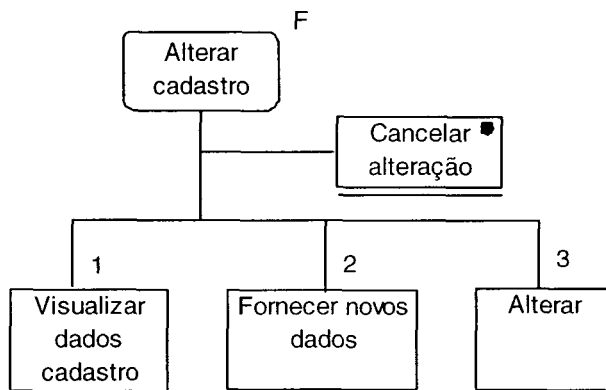 F
Alterar
cadastro
Cancelar
alteração
1
2
3
Visualizar
dados
cadastro
Fornecer novos
dados
Alterar